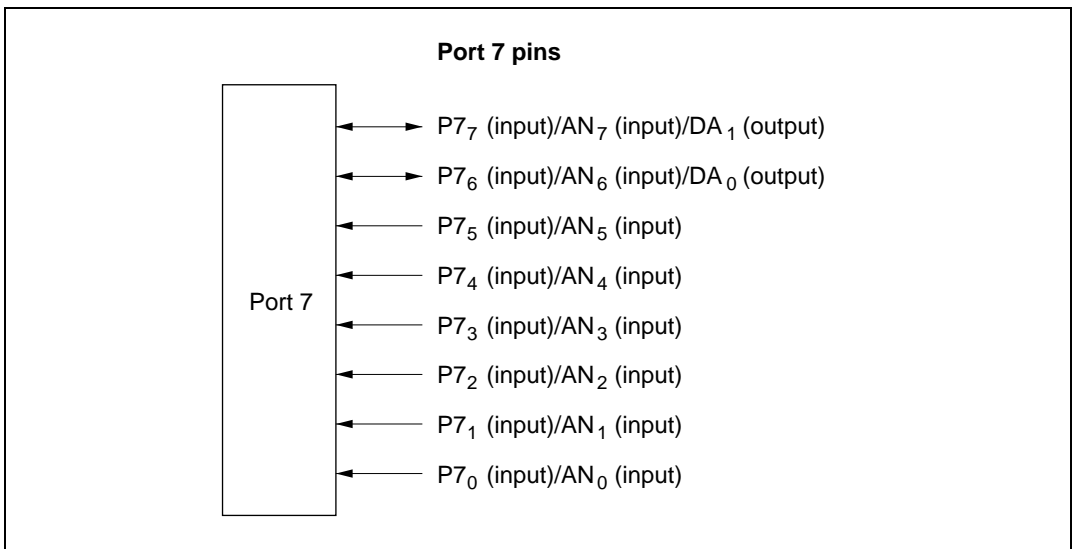 Port 7 pins
P7₇ (input)/AN₇ (input)/DA₁ (output)
P7₆ (input)/AN₆ (input)/DA₀ (output)
P7₅ (input)/AN₅ (input)
P7₄ (input)/AN₄ (input)
Port 7
P7₃ (input)/AN₃ (input)
P7₂ (input)/AN₂ (input)
P7₁ (input)/AN₁ (input)
P7₀ (input)/AN₀ (input)